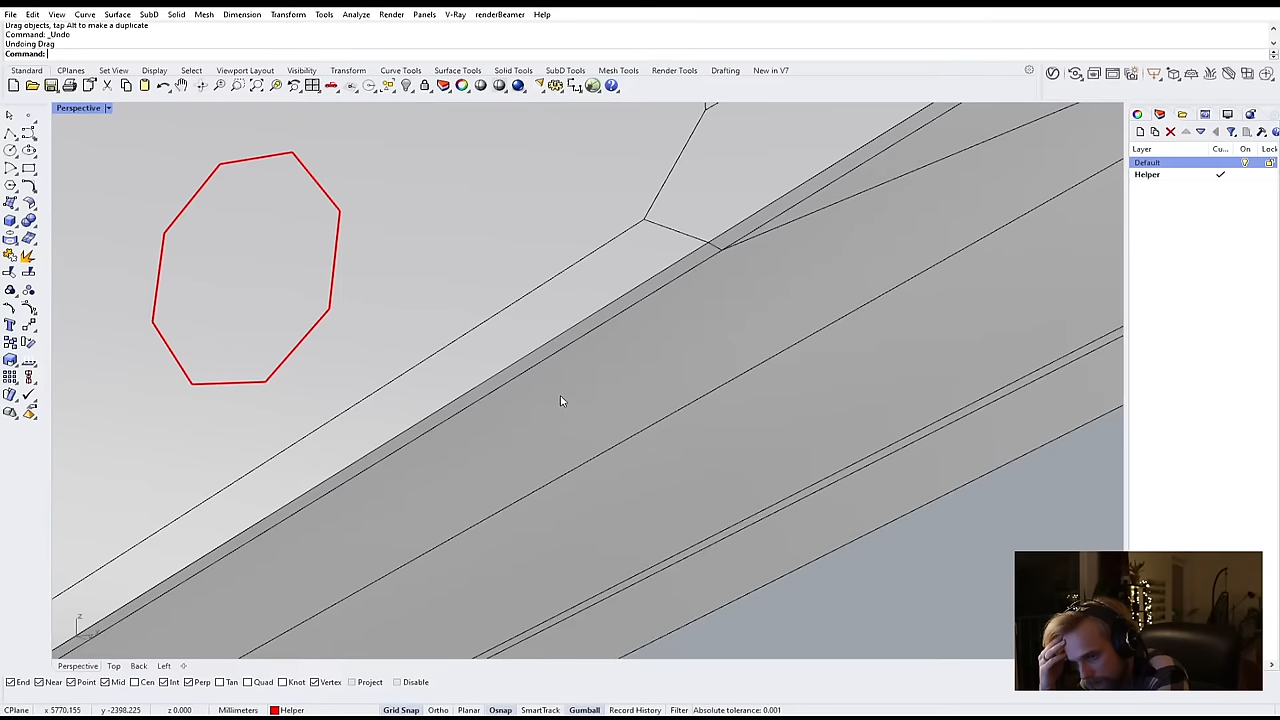 File Edit View Curve Surface SubD Solid Mesh Dimension Transform Tools Analyze Render Panels V-Ray renderBeamer Help
Drag objects, tap Alt to make a duplicate
Command: _Undo
Undoing Drag
Command:
Standard CPlanes Set View Display Select Viewport Layout Visibility Transform Curve Tools Surface Tools Solid Tools SubD Tools Mesh Tools Render Tools Drafting New in V7
Perspective
Layer Cu... On Lock
Default
Helper
z
Perspective Top Back Left
End Near Point Mid Cen Int Perp Tan Quad Knot Vertex Project Disable
CPlane x 5770.155 y -2398.225 z 0.000 Millimeters Helper Grid Snap Ortho Planar Osnap SmartTrack Gumball Record History Filter Absolute tolerance: 0.001